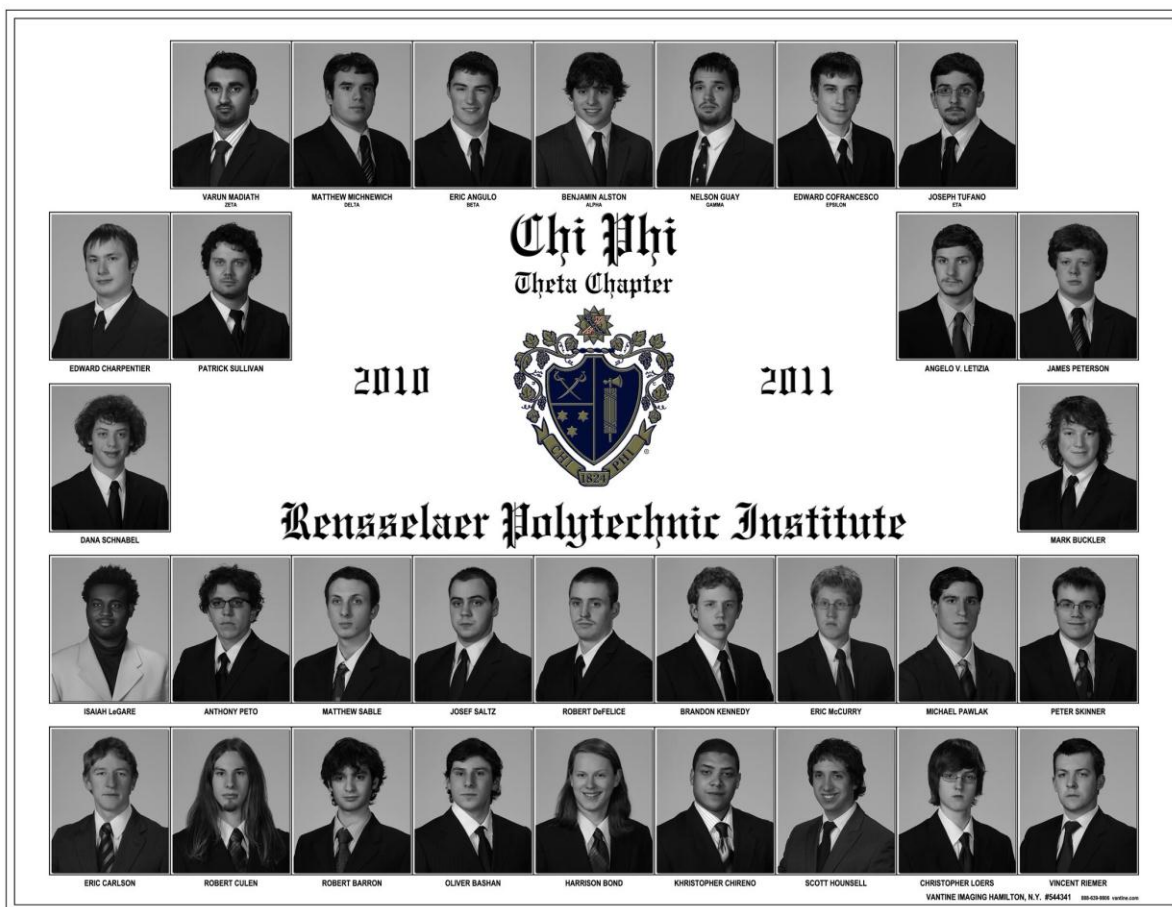 VARUN MADIATH MATTHEW MICHNEWICH ERIC ANGULO BENJAMIN ALSTON NELSON GUAY EDWARD COFRANCESCO JOSEPH TUFANO
ZETA DELTA BETA ALPHA GAMMA EPSILON ETA
Chi Phi
Theta Chapter
EDWARD CHARPENTIER PATRICK SULLIVAN ANGELO V. LETIZIA JAMES PETERSON
2010 2011
CHI PHI
®
1824
Rensselaer Polytechnic Institute
DANA SCHNABEL MARK BUCKLER
ISAIAH LeGARE ANTHONY PETO MATTHEW SABLE JOSEF SALTZ ROBERT DeFELICE BRANDON KENNEDY ERIC McCURRY MICHAEL PAWLAK PETER SKINNER
ERIC CARLSON ROBERT CULEN ROBERT BARRON OLIVER BASHAN HARRISON BOND KHRISTOPHER CHIRENO SCOTT HOUNSELL CHRISTOPHER LOERS VINCENT RIEMER
VANTINE IMAGING HAMILTON, N.Y. #544341 vantine.com